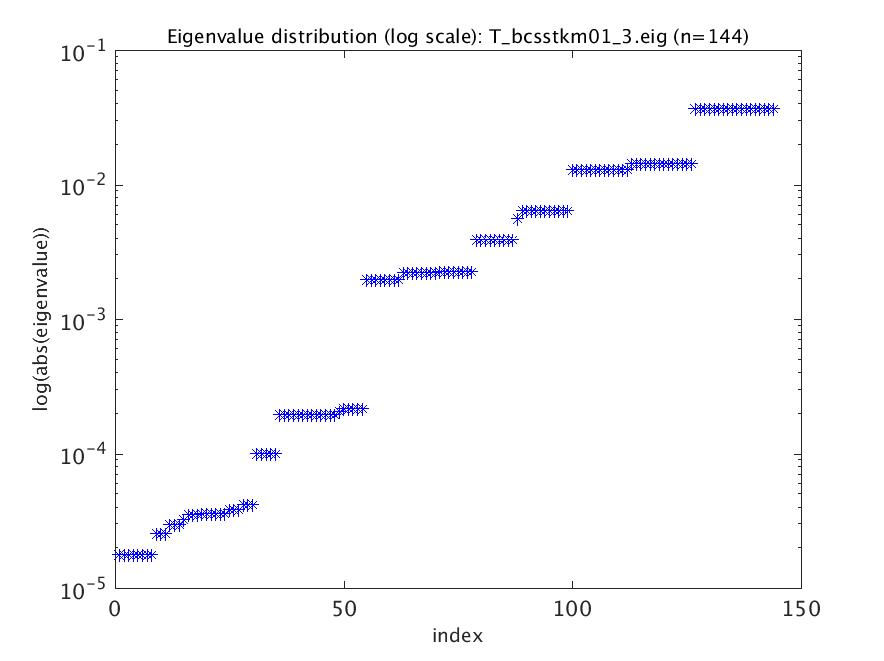 Eigenvalue distribution (log scale): T_bcsstkm01_3.eig (n=144)
10^-1
10^-2
10^-3
10^-4
10^-5
log(abs(eigenvalue))
0 50 100 150
index